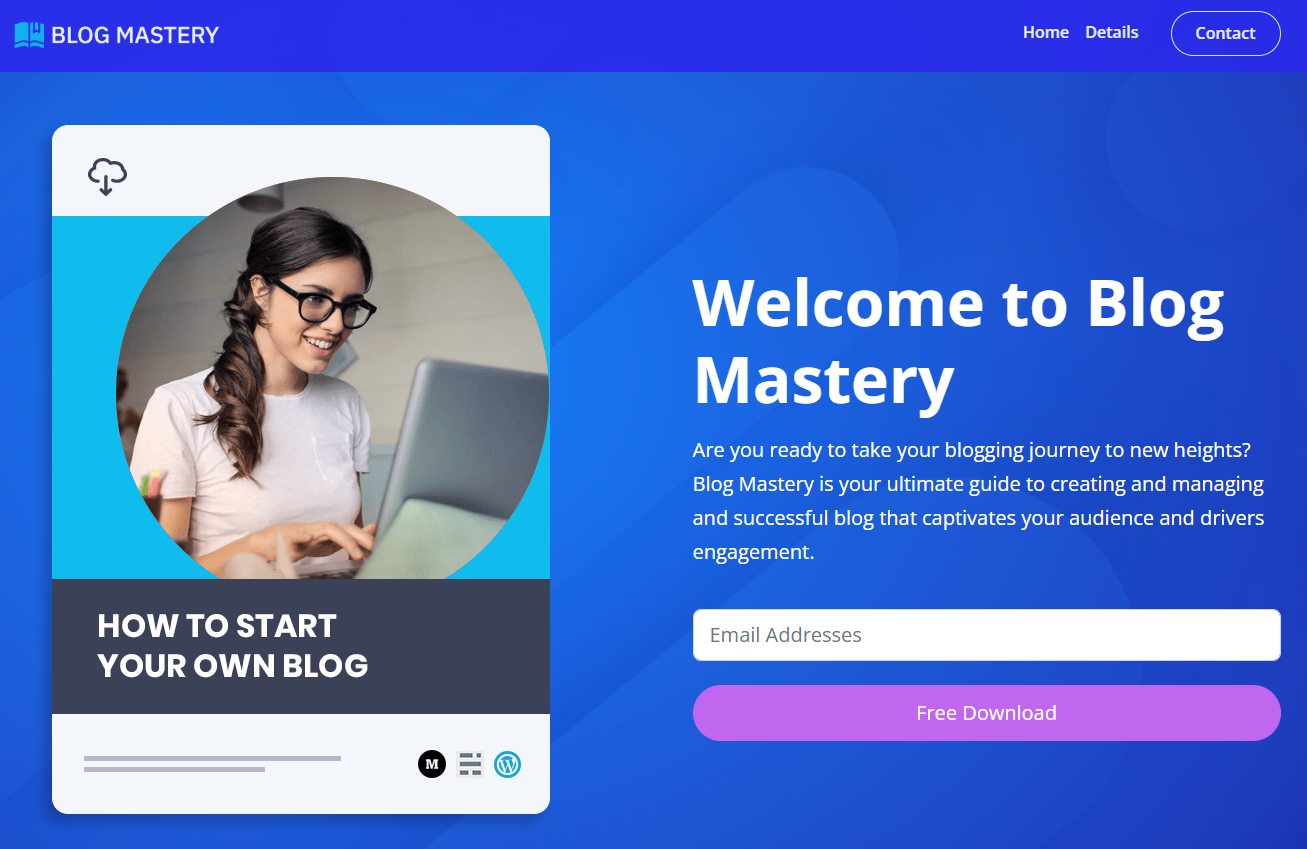 BLOG MASTERY
Home
Details
Contact
HOW TO START
YOUR OWN BLOG
M
W
Welcome to Blog
Mastery
Are you ready to take your blogging journey to new heights?
Blog Mastery is your ultimate guide to creating and managing
and successful blog that captivates your audience and drivers
engagement.
Email Addresses
Free Download